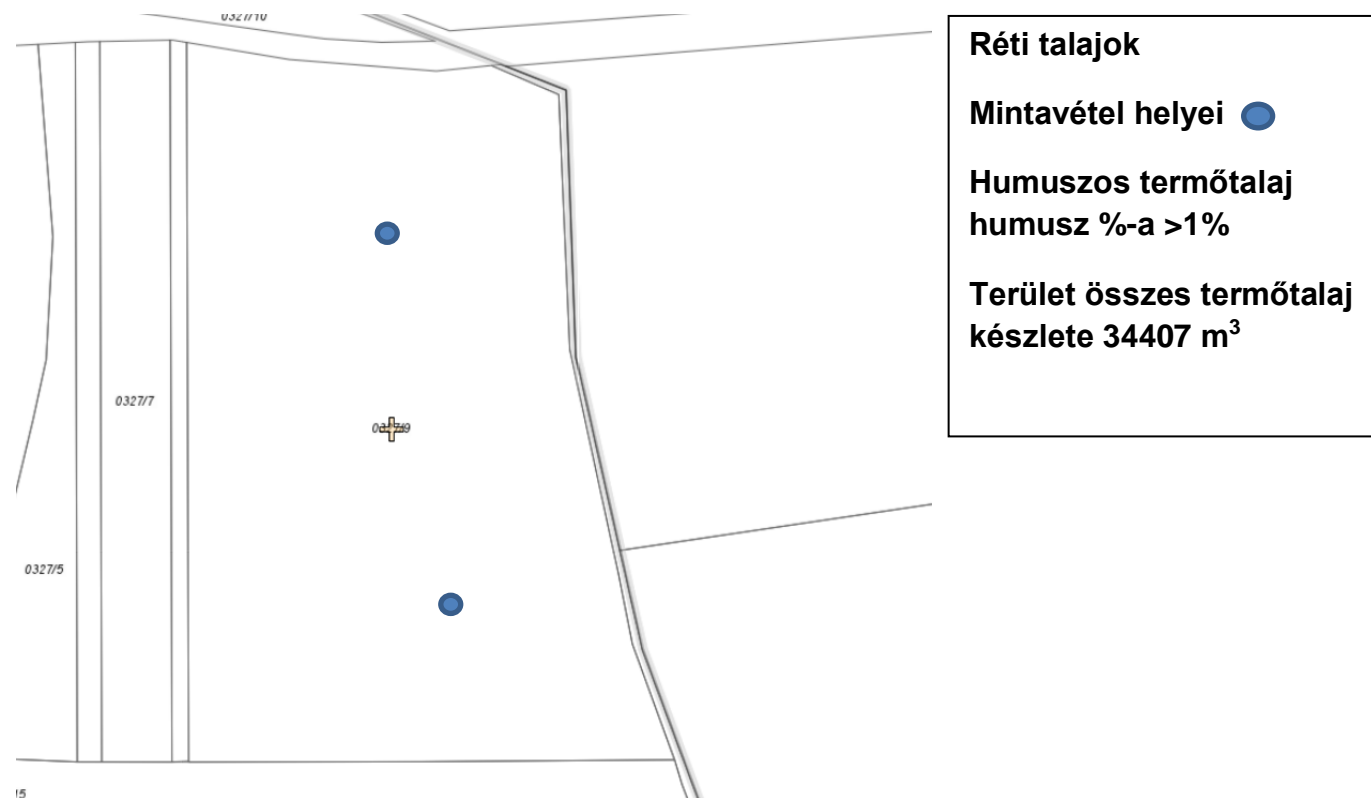 0327/10
Réti talajok
Mintavétel helyei
Humuszos termőtalaj
humusz %-a >1%
Terület összes termőtalaj
készlete 34407 m³
0327/7
0327/5